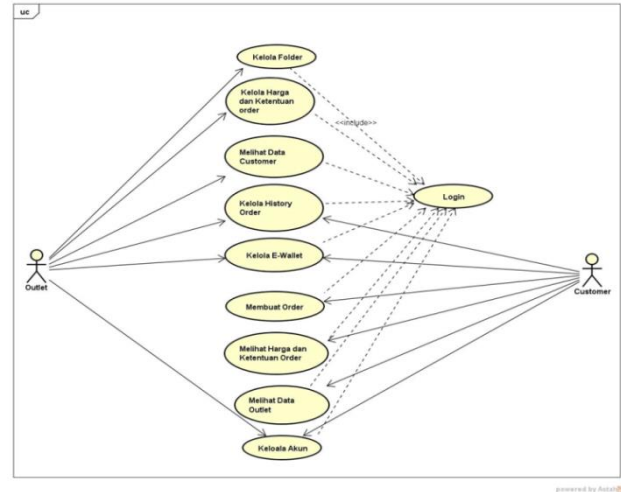 uc
Kelola Folder
Kelola Harga
dan Ketentuan
order
<<include>>
Melihat Data
Customer
Login
Kelola History
Order
Kelola E-Wallet
Outlet
Customer
Membuat Order
Melihat Harga dan
Ketentuan Order
Melihat Data
Outlet
Keloala Akun
powered by Astah